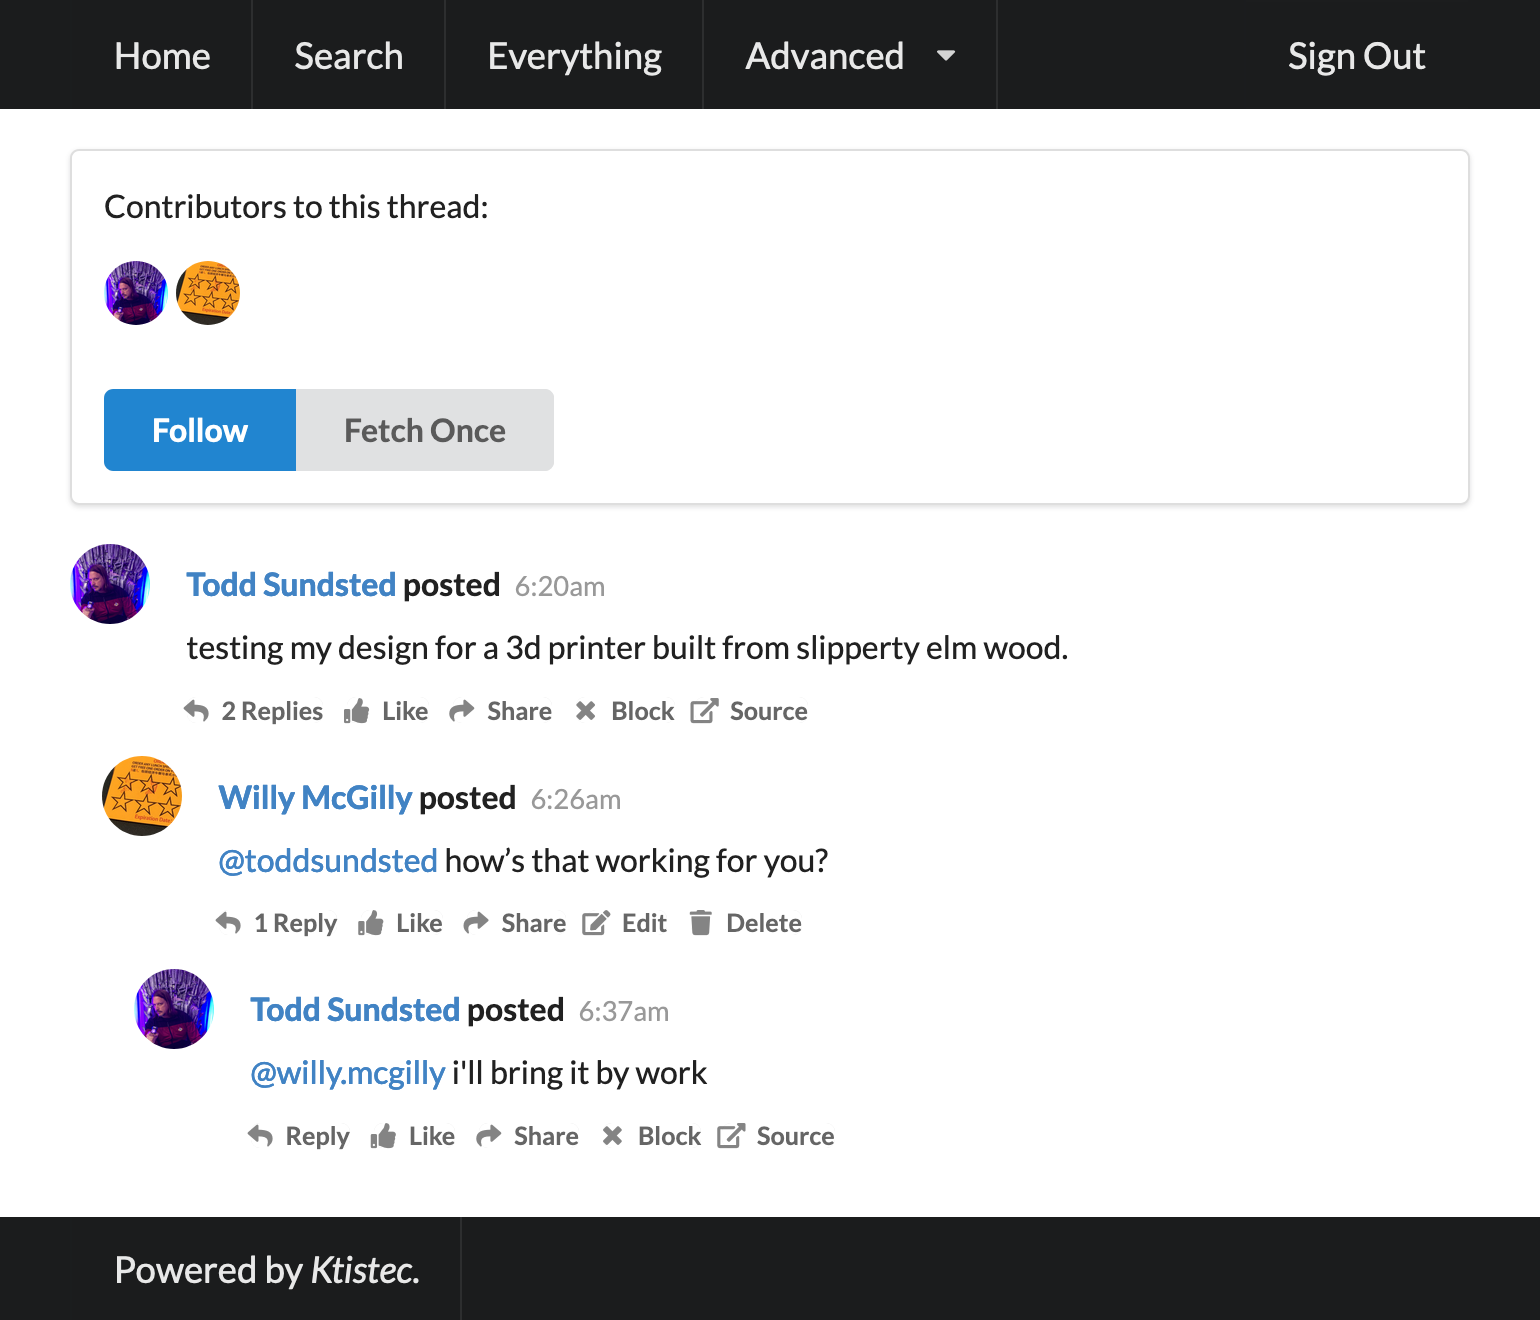 Home Search Everything Advanced Sign Out
Contributors to this thread:
Follow Fetch Once
Todd Sundsted posted 6:20am
testing my design for a 3d printer built from slipperty elm wood.
2 Replies Like Share Block Source
Willy McGilly posted 6:26am
@toddsundsted how’s that working for you?
1 Reply Like Share Edit Delete
Todd Sundsted posted 6:37am
@willy.mcgilly i'll bring it by work
Reply Like Share Block Source
Powered by Ktistec.